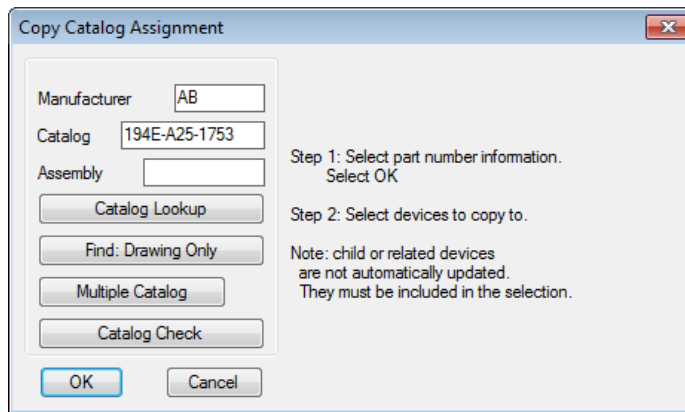 Copy Catalog Assignment
Manufacturer AB
Catalog 194E-A25-1753
Assembly
Catalog Lookup
Find: Drawing Only
Multiple Catalog
Catalog Check
OK Cancel
Step 1: Select part number information.
Select OK
Step 2: Select devices to copy to.
Note: child or related devices
are not automatically updated.
They must be included in the selection.